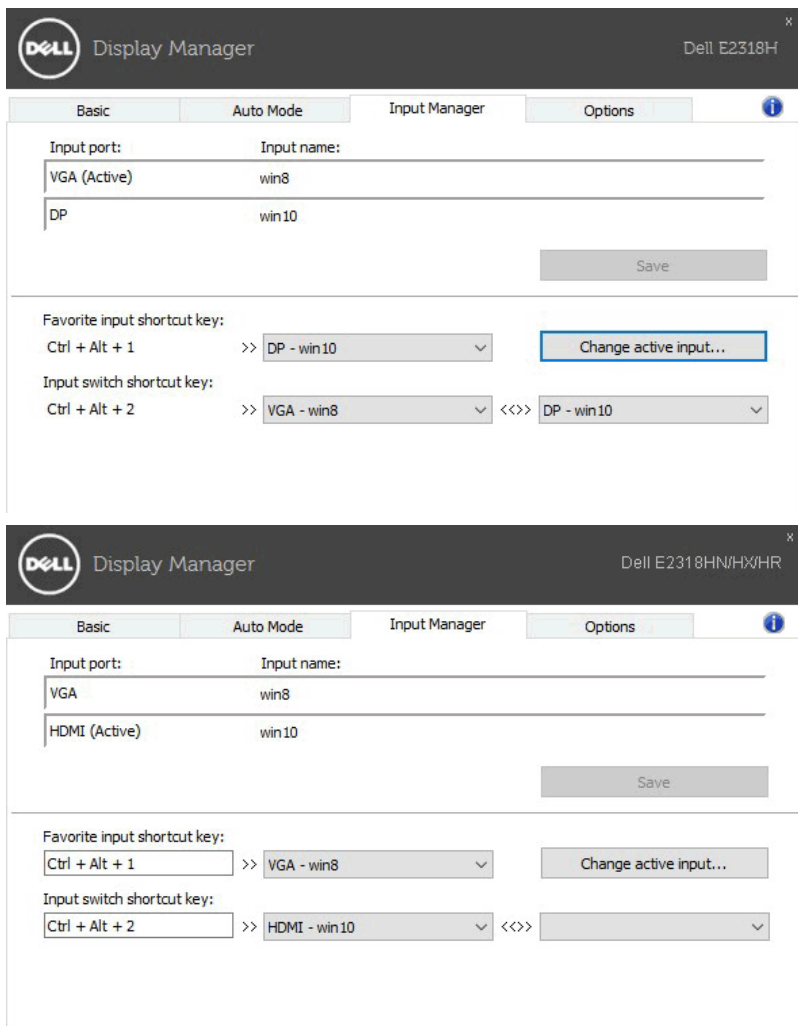 DELL Display Manager Dell E2318H x
Basic Auto Mode Input Manager Options i
Input port: Input name:
VGA (Active) win8
DP win10
Save
Favorite input shortcut key:
Ctrl + Alt + 1 >> DP - win10 Change active input...
Input switch shortcut key:
Ctrl + Alt + 2 >> VGA - win8 <<>> DP - win10
DELL Display Manager Dell E2318HN/HX/HR x
Basic Auto Mode Input Manager Options i
Input port: Input name:
VGA win8
HDMI (Active) win10
Save
Favorite input shortcut key:
Ctrl + Alt + 1 >> VGA - win8 Change active input...
Input switch shortcut key:
Ctrl + Alt + 2 >> HDMI - win10 <<>>